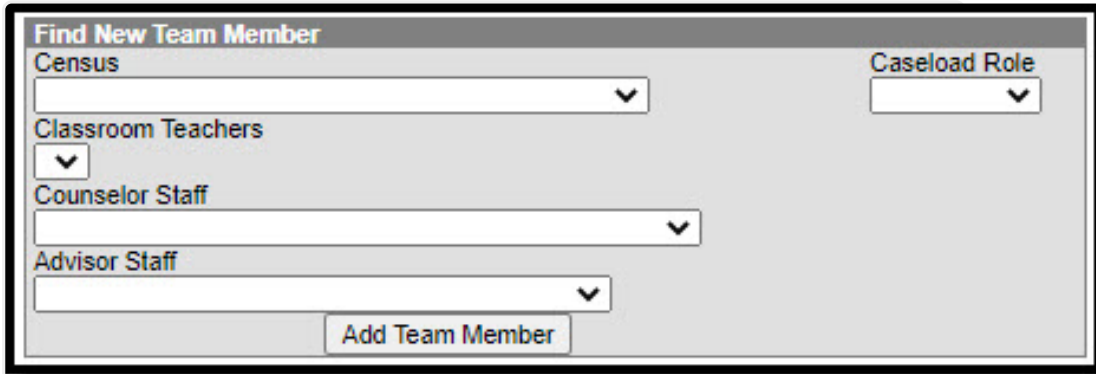 Find New Team Member
Census Caseload Role
Classroom Teachers
Counselor Staff
Advisor Staff
Add Team Member